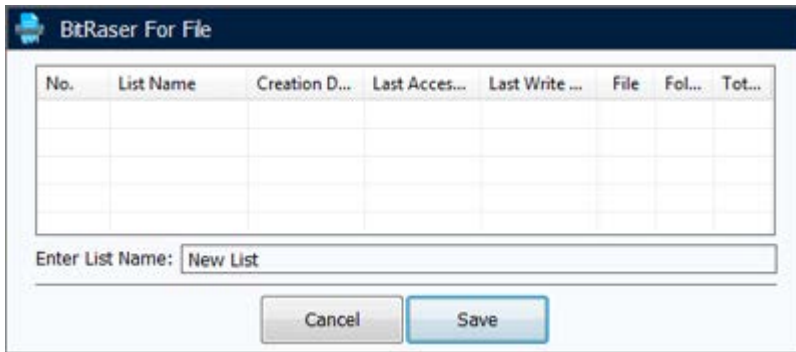 BitRaser For File
No. List Name Creation D... Last Acces... Last Write ... File Fol... Tot...
Enter List Name: New List
Cancel Save